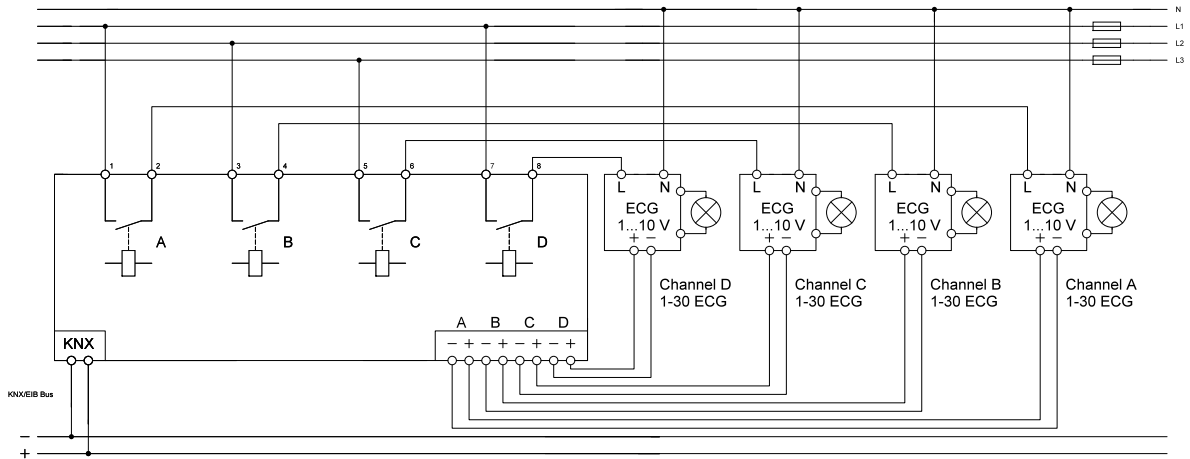 N
L1
L2
L3
1 2 3 4 5 6 7 8
L N L N L N L N
ECG ECG ECG ECG
1...10 V 1...10 V 1...10 V 1...10 V
+ − + − + − + −
A B C D
Channel D Channel C Channel B Channel A
1-30 ECG 1-30 ECG 1-30 ECG 1-30 ECG
A B C D
KNX − + − + − + − +
KNX/EIB Bus
−
+